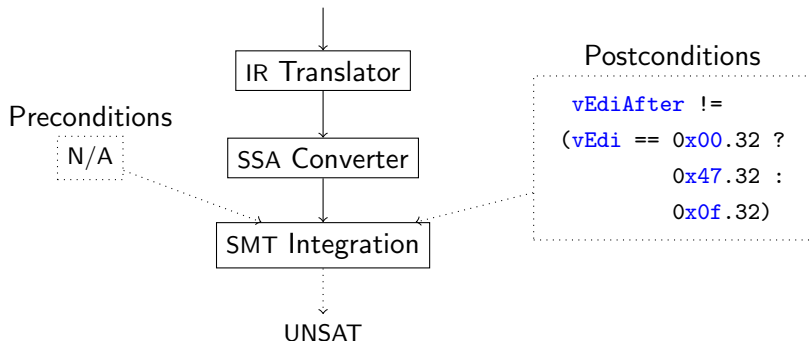 IR Translator
Postconditions
vEdiAfter !=
(vEdi == 0x00.32 ?
0x47.32 :
0x0f.32)
Preconditions
N/A
SSA Converter
SMT Integration
UNSAT